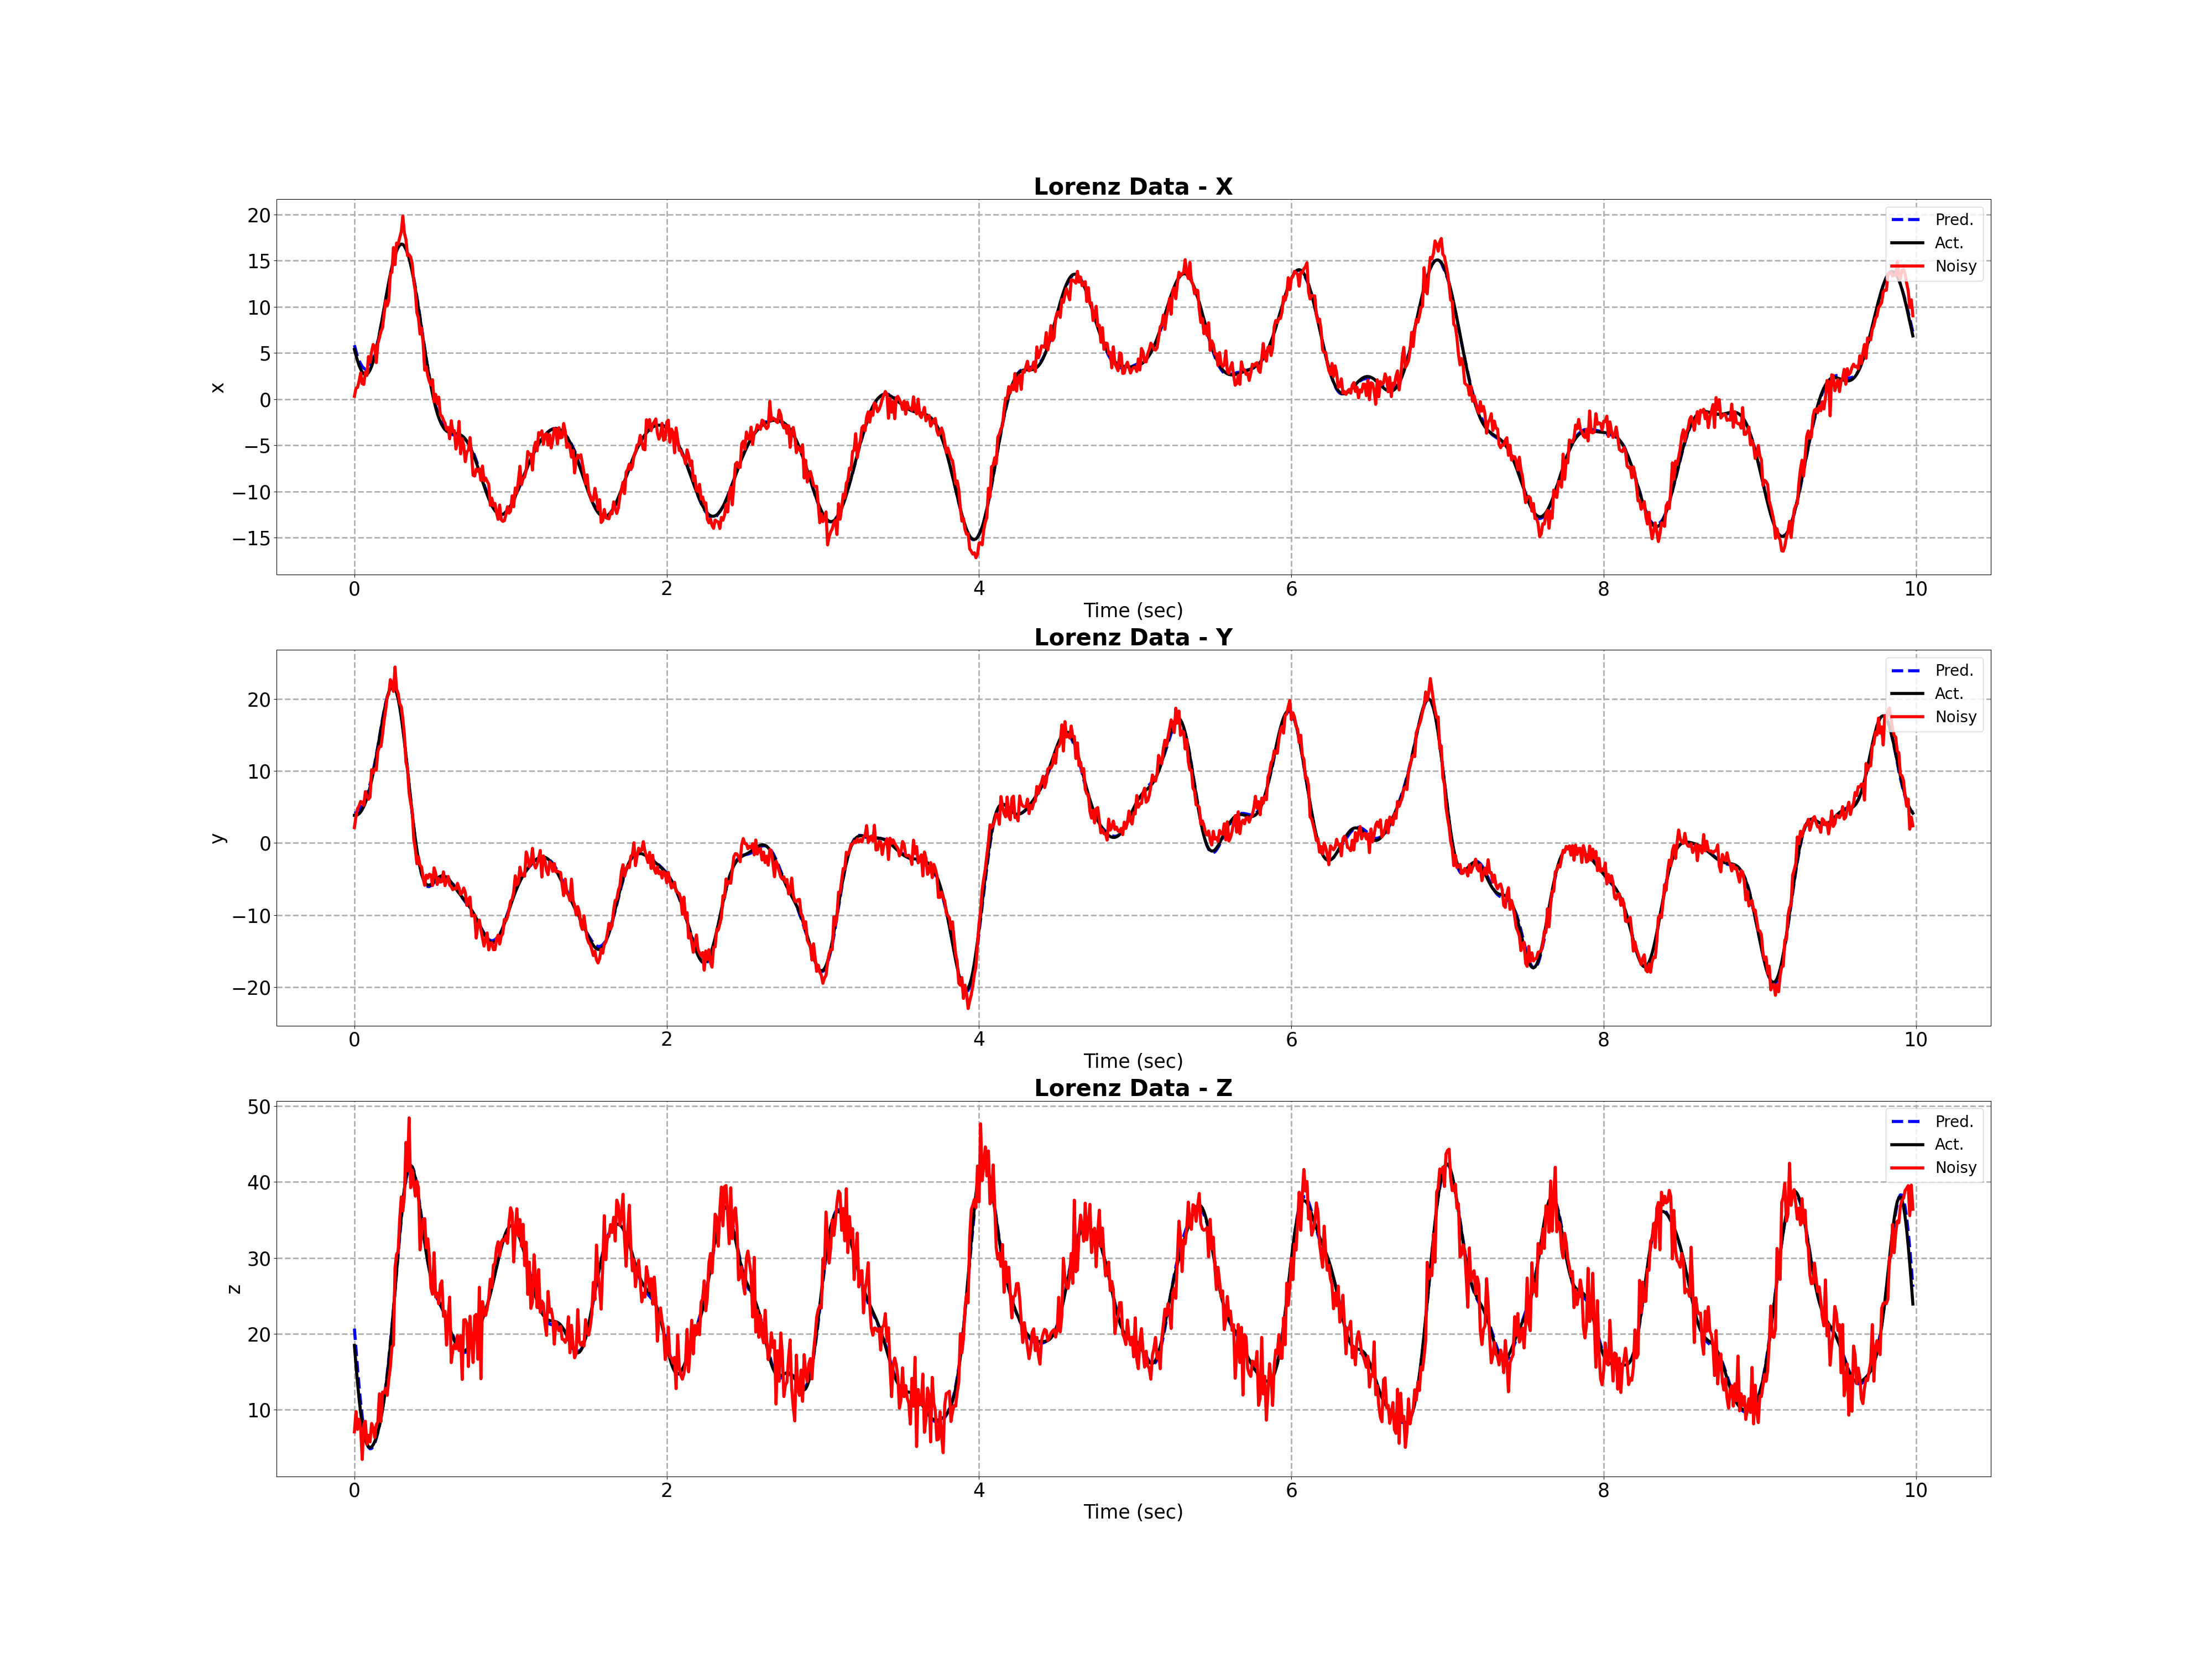 Lorenz Data - X
20
15
10
5
0
−5
−10
−15
x
Pred.
Act.
Noisy
0 2 4 6 8 10
Time (sec)
Lorenz Data - Y
20
10
0
−10
−20
y
Pred.
Act.
Noisy
0 2 4 6 8 10
Time (sec)
Lorenz Data - Z
50
40
30
20
10
z
Pred.
Act.
Noisy
0 2 4 6 8 10
Time (sec)